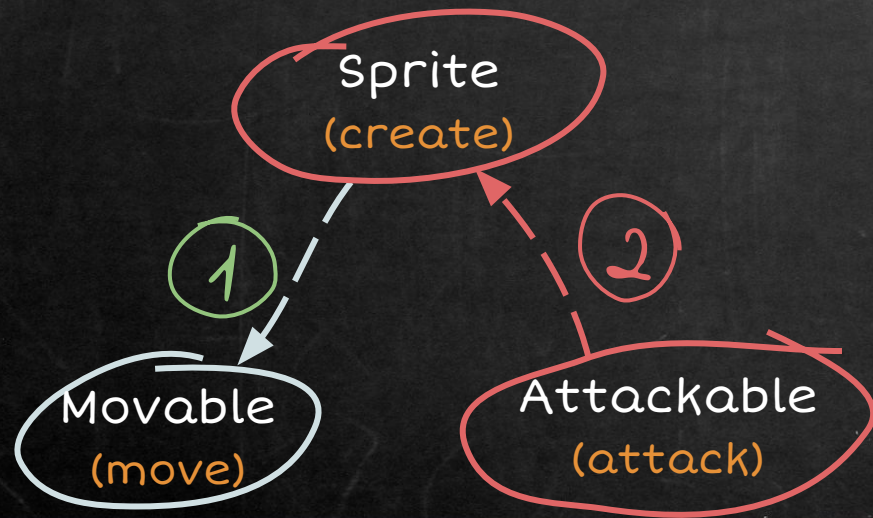 Sprite
(create)
1
2
Movable
(move)
Attackable
(attack)